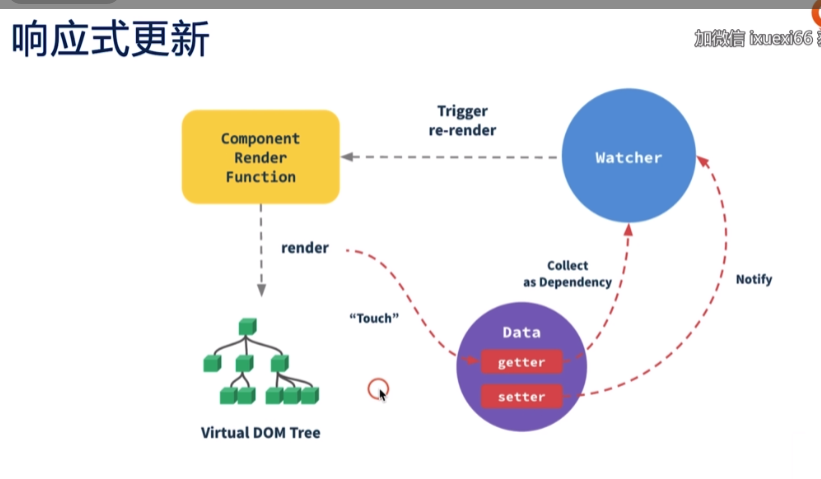 响应式更新
加微信 ixuexi66
Trigger
re-render
Component
Render
Function
Watcher
render
Collect
as Dependency
Notify
“Touch”
Data
getter
setter
Virtual DOM Tree